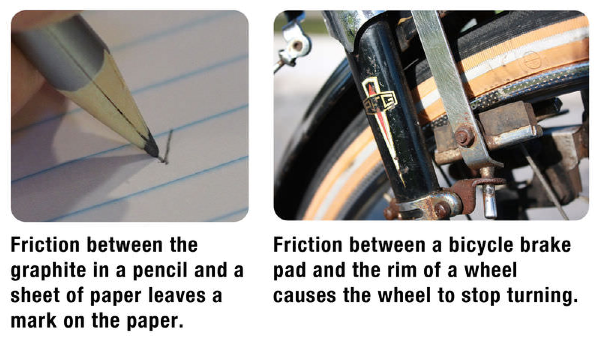 Friction between the
graphite in a pencil and a
sheet of paper leaves a
mark on the paper.
Friction between a bicycle brake
pad and the rim of a wheel
causes the wheel to stop turning.